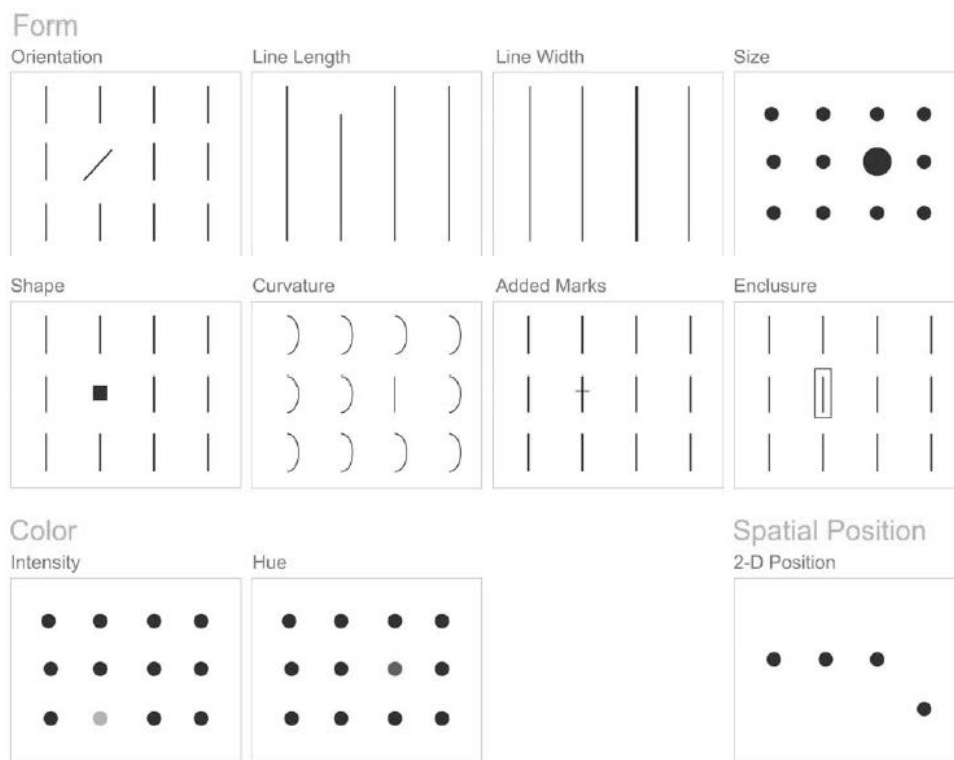 Form
Orientation
Line Length
Line Width
Size
Shape
Curvature
Added Marks
Enclusure
Color
Spatial Position
Intensity
Hue
2-D Position